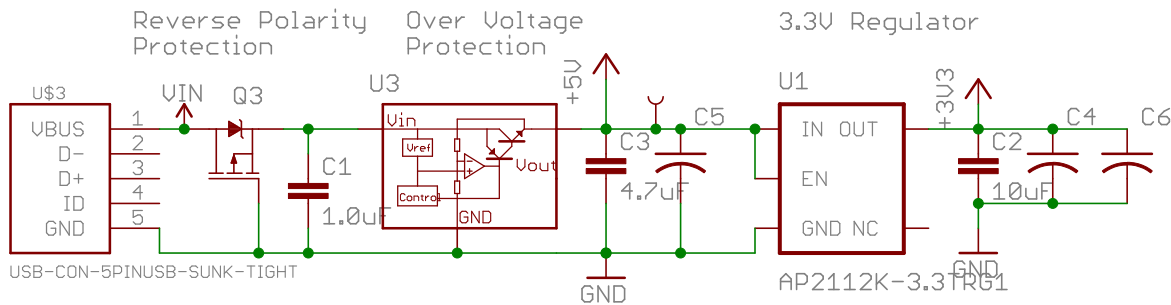 Reverse Polarity
Protection
Over Voltage
Protection
3.3V Regulator
U$3
VIN
Q3
U3
+5V
U1
+3V3
VBUS
D-
D+
ID
GND
1
2
3
4
5
C1
1.0uF
Vin
Vref
Control
Vout
GND
C3
4.7uF
C5
IN OUT
EN
GND NC
C2
10uF
C4
C6
USB-CON-5PINUSB-SUNK-TIGHT
GND
AP2112K-3.3TRG1
GND